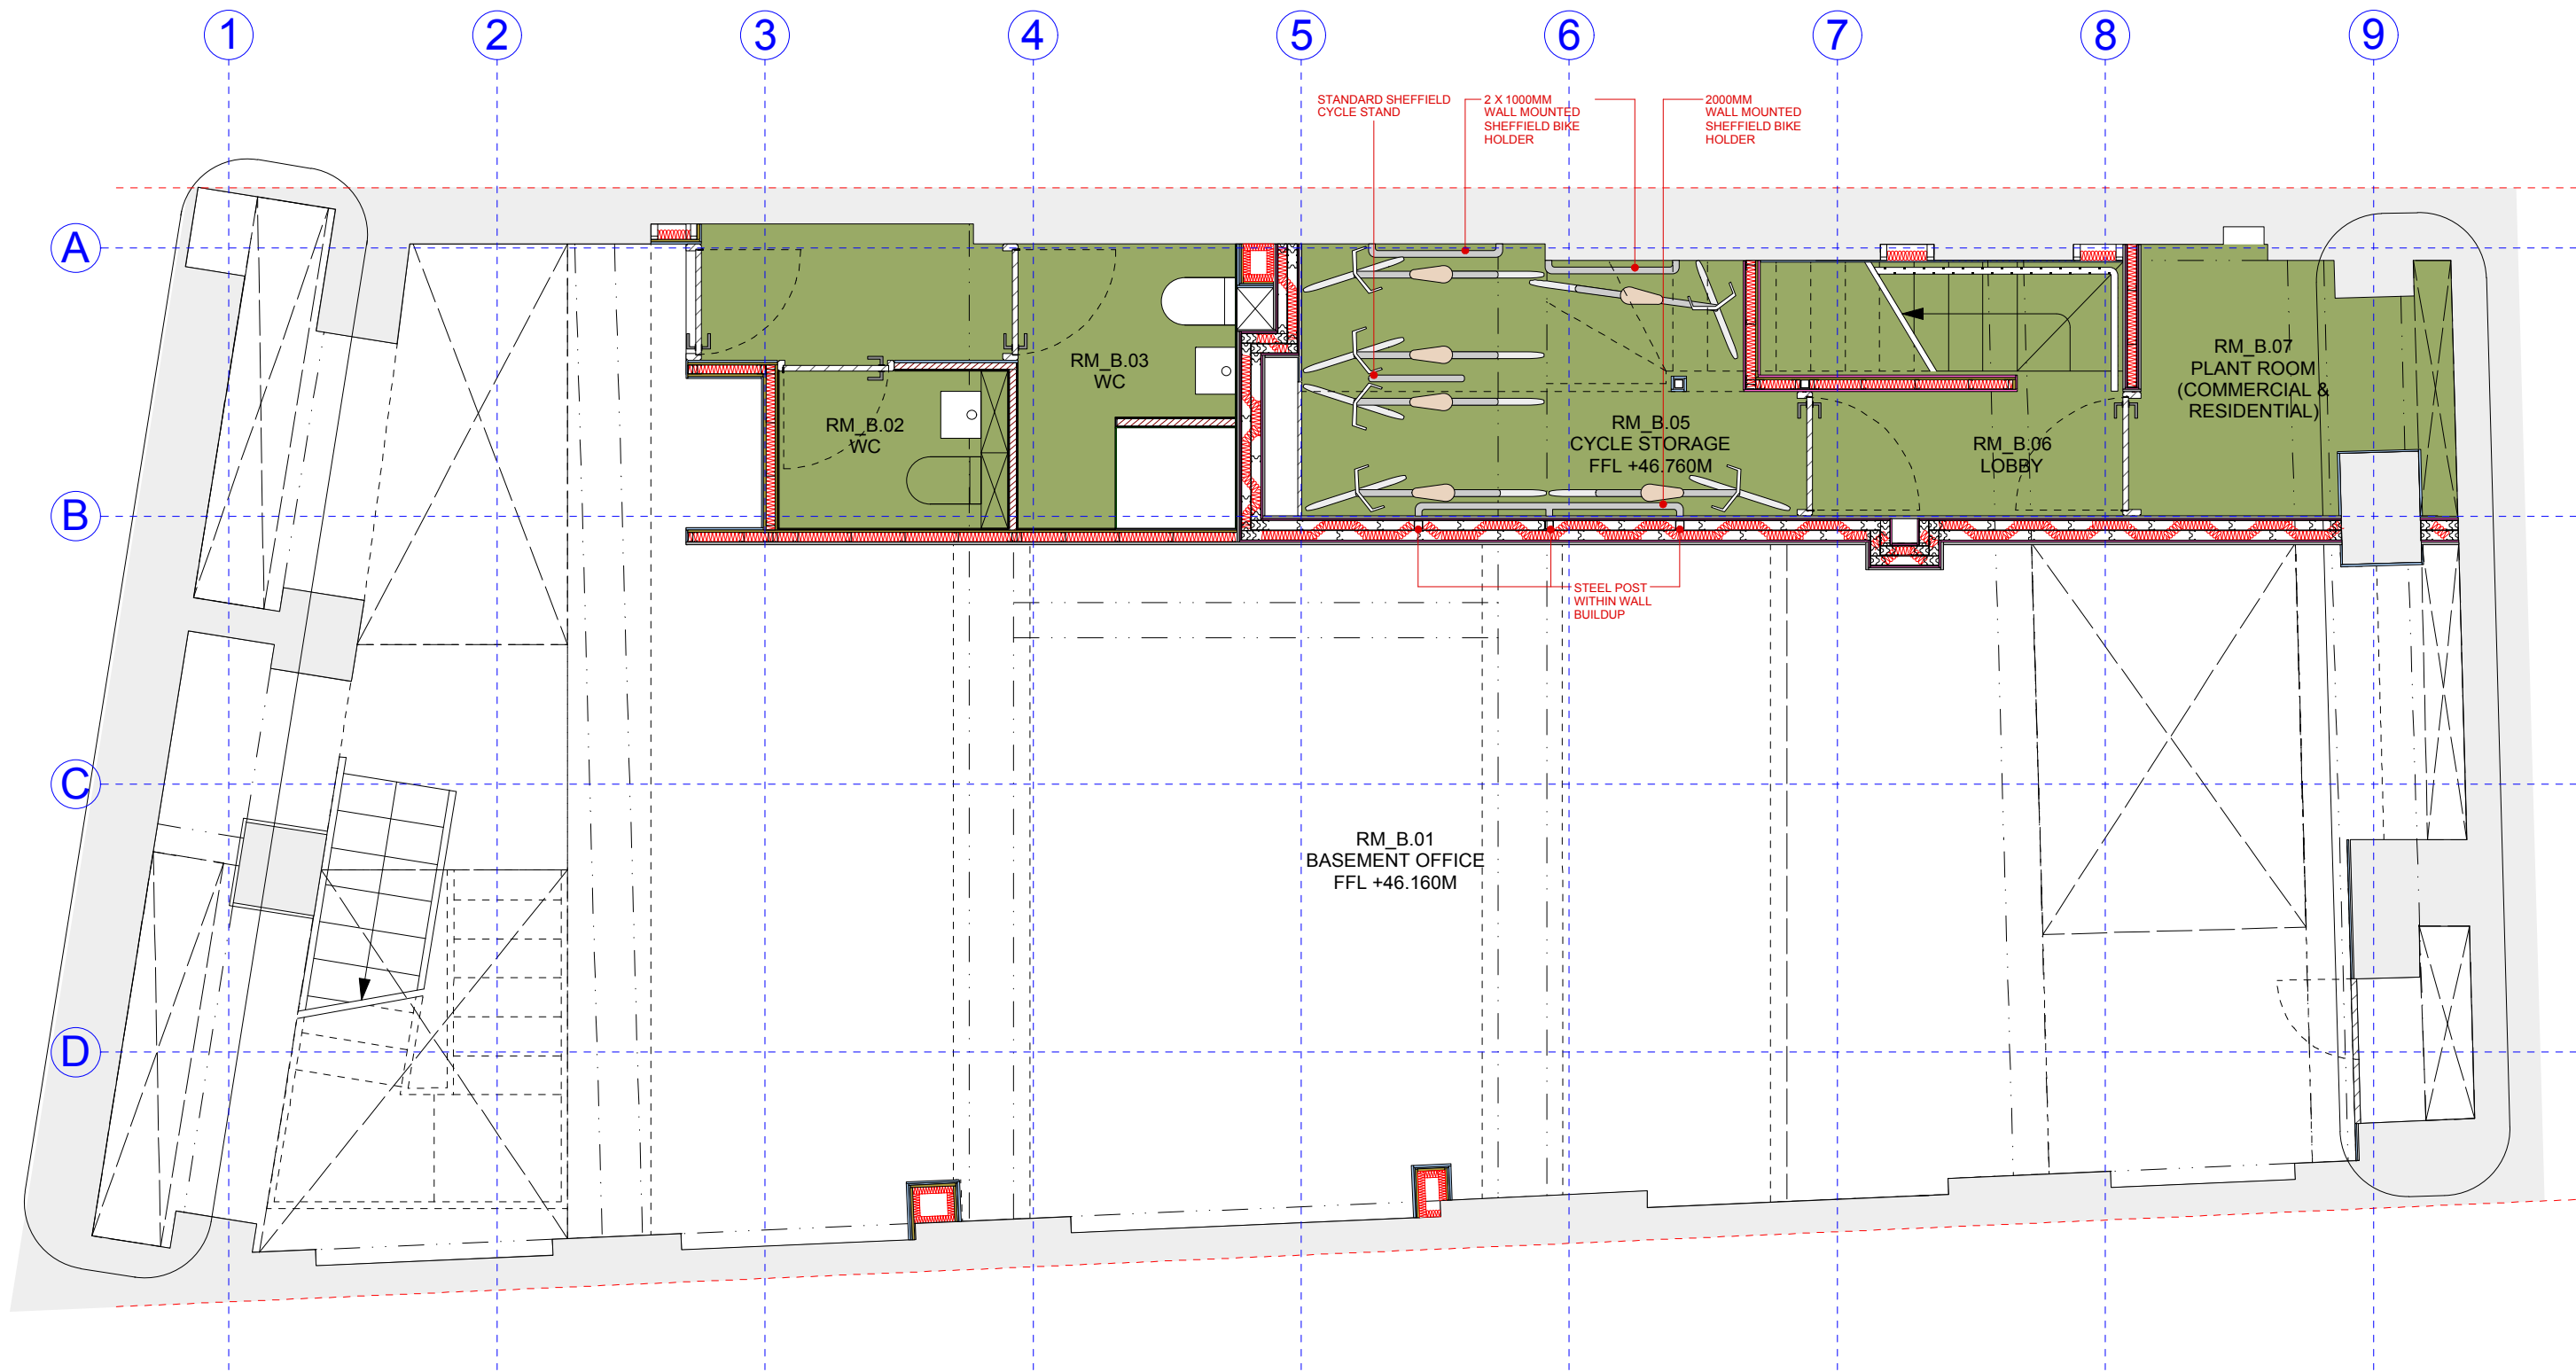 1
2
3
4
5
6
7
8
9
STANDARD SHEFFIELD
CYCLE STAND
2 X 1000MM
WALL MOUNTED
SHEFFIELD BIKE
HOLDER
2000MM
WALL MOUNTED
SHEFFIELD BIKE
HOLDER
A
B
C
D
RM_B.03
WC
RM_B.02
WC
RM_B.05
CYCLE STORAGE
FFL +46.760M
RM_B.06
LOBBY
RM_B.07
PLANT ROOM
(COMMERCIAL &
RESIDENTIAL)
STEEL POST
WITHIN WALL
BUILDUP
RM_B.01
BASEMENT OFFICE
FFL +46.160M